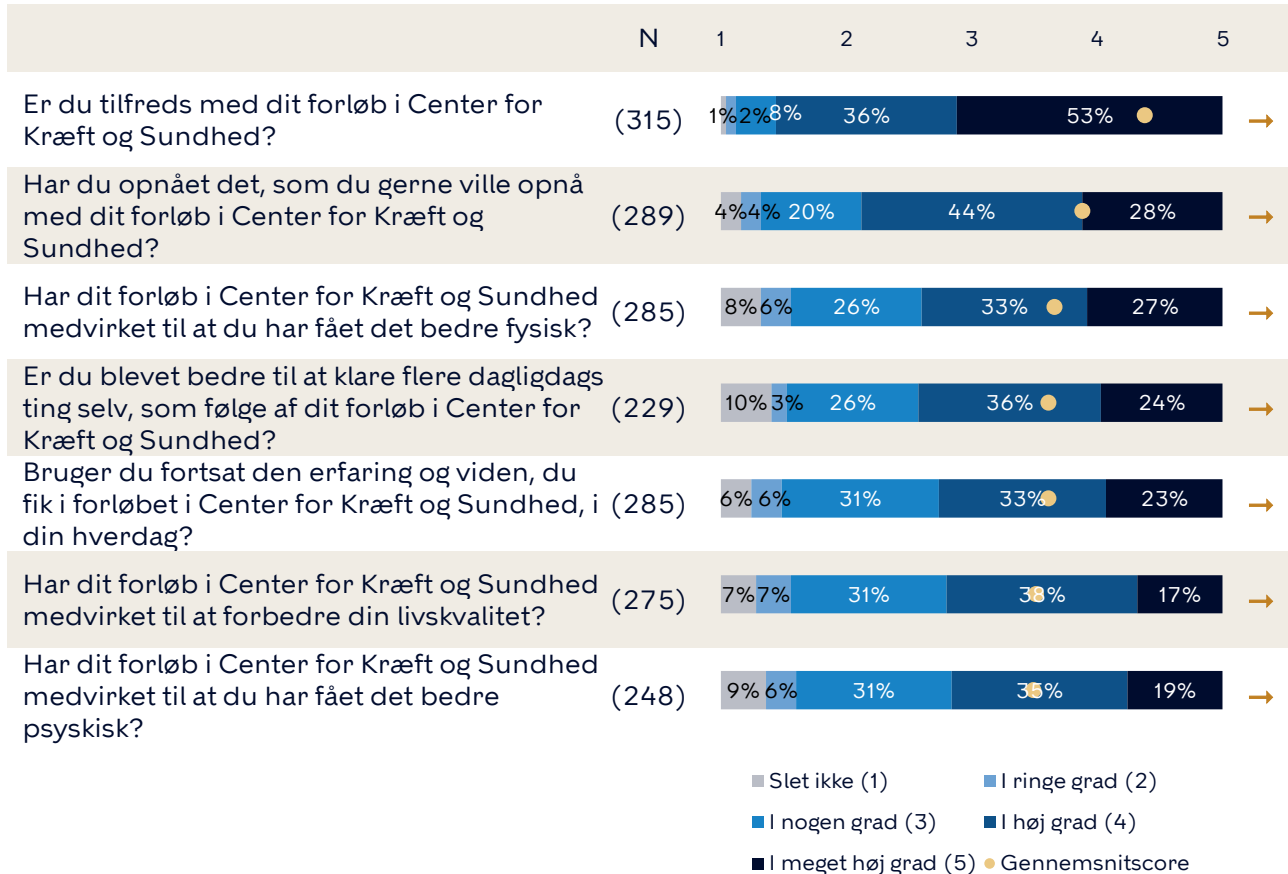 N 1 2 3 4 5
Er du tilfreds med dit forløb i Center for
Kræft og Sundhed?
(315) 1% 2% 8% 36% 53%
Har du opnået det, som du gerne ville opnå
med dit forløb i Center for Kræft og
Sundhed?
(289) 4% 4% 20% 44% 28%
Har dit forløb i Center for Kræft og Sundhed
medvirket til at du har fået det bedre fysisk?
(285) 8% 6% 26% 33% 27%
Er du blevet bedre til at klare flere dagligdags
ting selv, som følge af dit forløb i Center for
Kræft og Sundhed?
(229) 10% 3% 26% 36% 24%
Bruger du fortsat den erfaring og viden, du
fik i forløbet i Center for Kræft og Sundhed, i
din hverdag?
(285) 6% 6% 31% 33% 23%
Har dit forløb i Center for Kræft og Sundhed
medvirket til at forbedre din livskvalitet?
(275) 7% 7% 31% 38% 17%
Har dit forløb i Center for Kræft og Sundhed
medvirket til at du har fået det bedre
psyskisk?
(248) 9% 6% 31% 35% 19%
Slet ikke (1) I ringe grad (2)
I nogen grad (3) I høj grad (4)
I meget høj grad (5) Gennemsnitscore